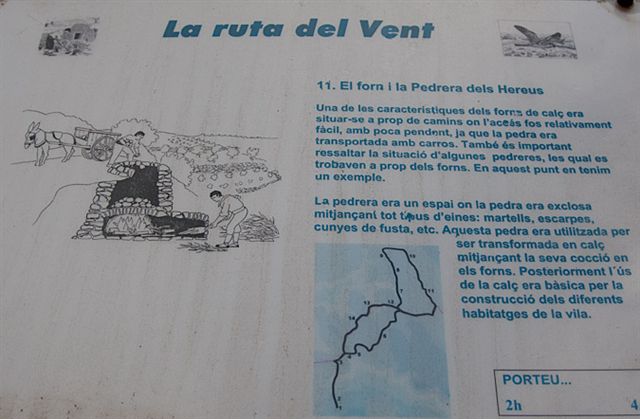 La ruta del Vent
11. El forn i la Pedrera dels Hereus
Una de les característiques dels forns de calç era
situar-se a prop de camins on l'accés fos relativament
fàcil, amb poca pendent, ja que la pedra era
transportada amb carros. També és important
ressaltar la situació d'algunes pedreres, les qual es
trobaven a prop dels forns. En aquest punt en tenim
un exemple.
La pedrera era un espai on la pedra era exclosa
mitjançant tot tipus d'eines: martells, escarpes,
cunyes de fusta, etc. Aquesta pedra era utilitzada per
ser transformada en calç
mitjançant la seva cocció en
els forns. Posteriorment l´ús
de la calç era bàsica per la
construcció dels diferents
habitatges de la vila.
PORTEU...
2h 4